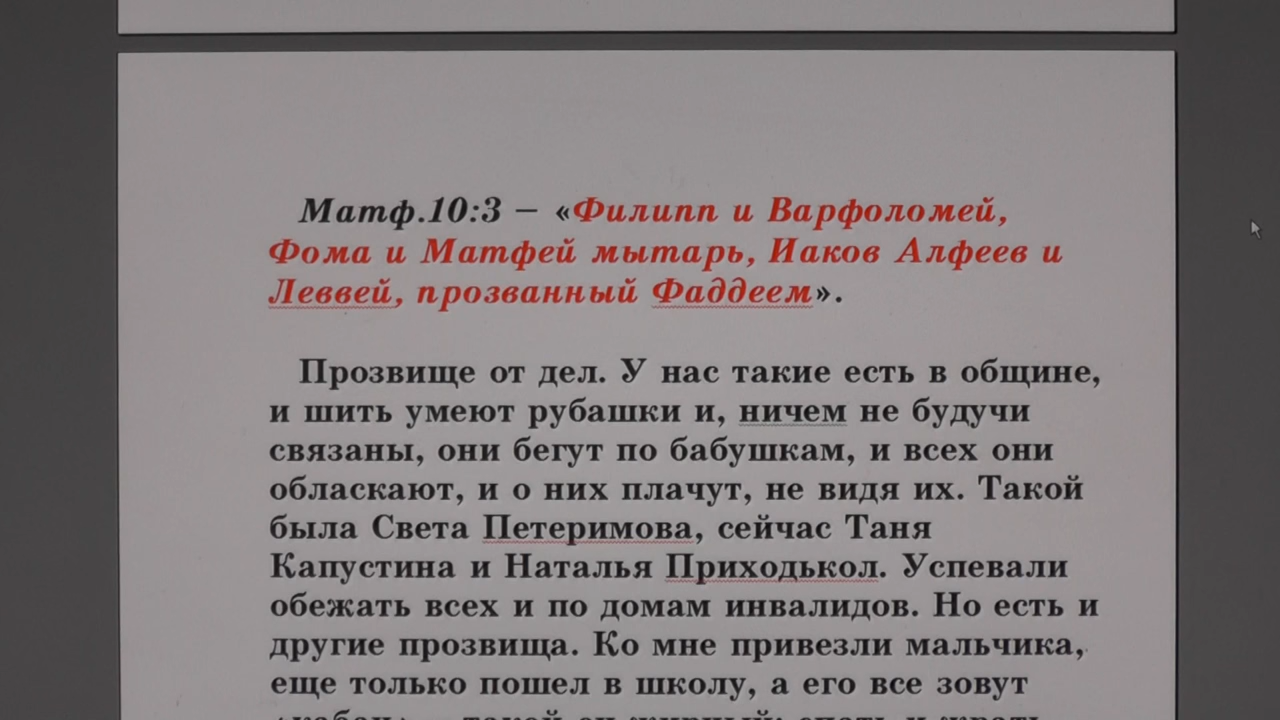 Матф.10:3 – «Филипп и Варфоломей,
Фома и Матфей мытарь, Иаков Алфеев и
Леввей, прозванный Фаддеем».
Прозвище от дел. У нас такие есть в общине,
и шить умеют рубашки и, ничем не будучи
связаны, они бегут по бабушкам, и всех они
обласкают, и о них плачут, не видя их. Такой
была Света Петеримова, сейчас Таня
Капустина и Наталья Приходькол. Успевали
обежать всех и по домам инвалидов. Но есть и
другие прозвища. Ко мне привезли мальчика,
еще только пошел в школу, а его все зовут